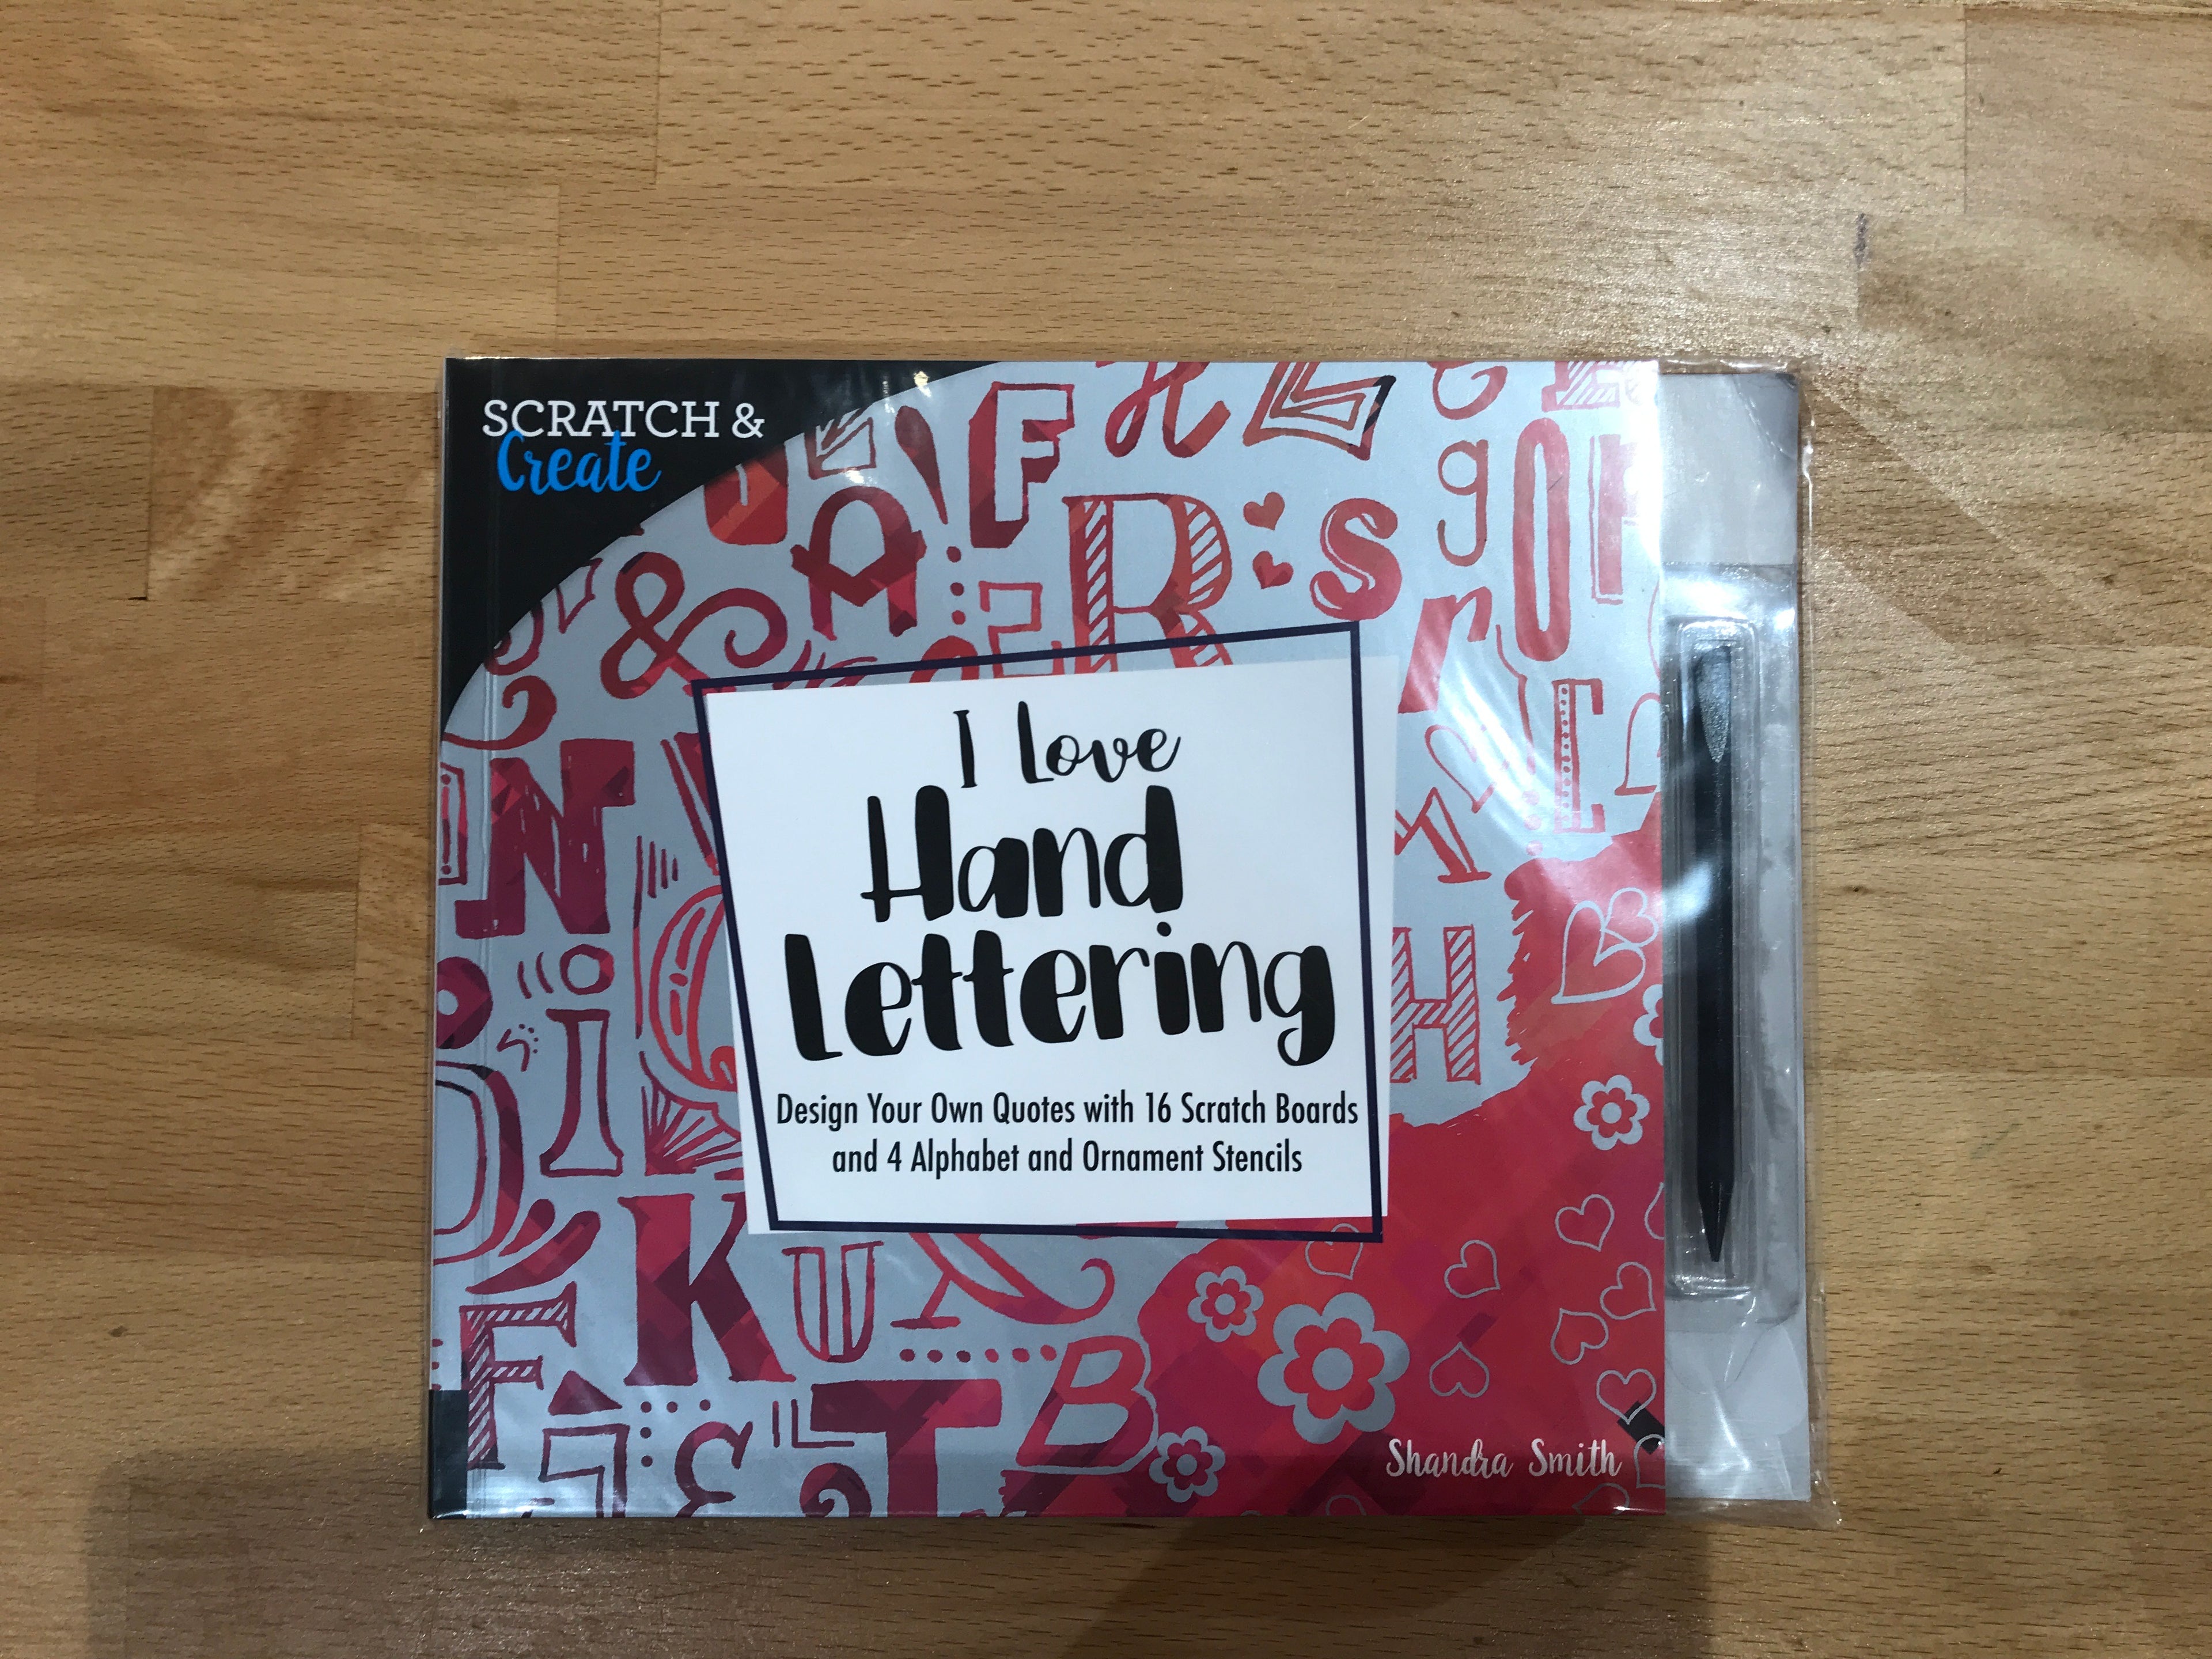 SCRATCH &
Create
I Love
Hand
Lettering
Design Your Own Quotes with 16 Scratch Boards
and 4 Alphabet and Ornament Stencils
Shandra Smith